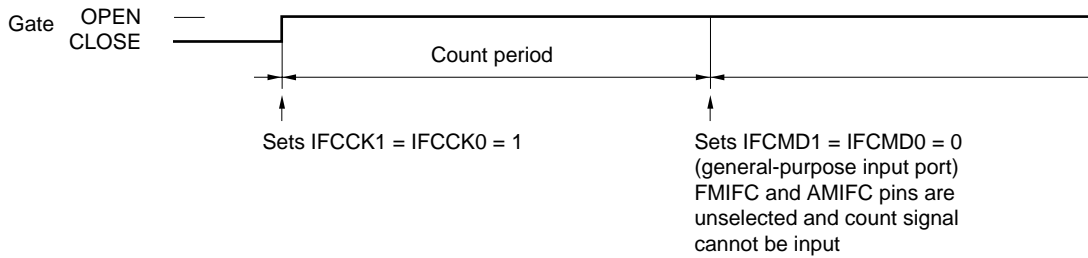 Gate OPEN
CLOSE
Count period
Sets IFCCK1 = IFCCK0 = 1
Sets IFCMD1 = IFCMD0 = 0
(general-purpose input port)
FMIFC and AMIFC pins are
unselected and count signal
cannot be input